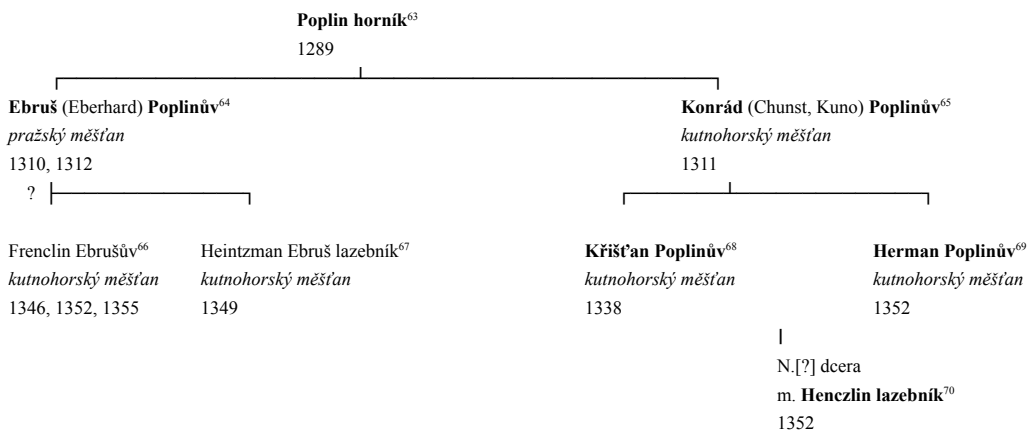 Poplin horník⁶³
1289
Ebruš (Eberhard) Poplinův⁶⁴
pražský měšťan
1310, 1312
?
Konrád (Chunst, Kuno) Poplinův⁶⁵
kutnohorský měšťan
1311
Frenclin Ebrušův⁶⁶
kutnohorský měšťan
1346, 1352, 1355
Heintzman Ebruš lazebník⁶⁷
kutnohorský měšťan
1349
Křišťan Poplinův⁶⁸
kutnohorský měšťan
1338
Herman Poplinův⁶⁹
kutnohorský měšťan
1352
N.[?] dcera
m. Henczlin lazebník⁷⁰
1352